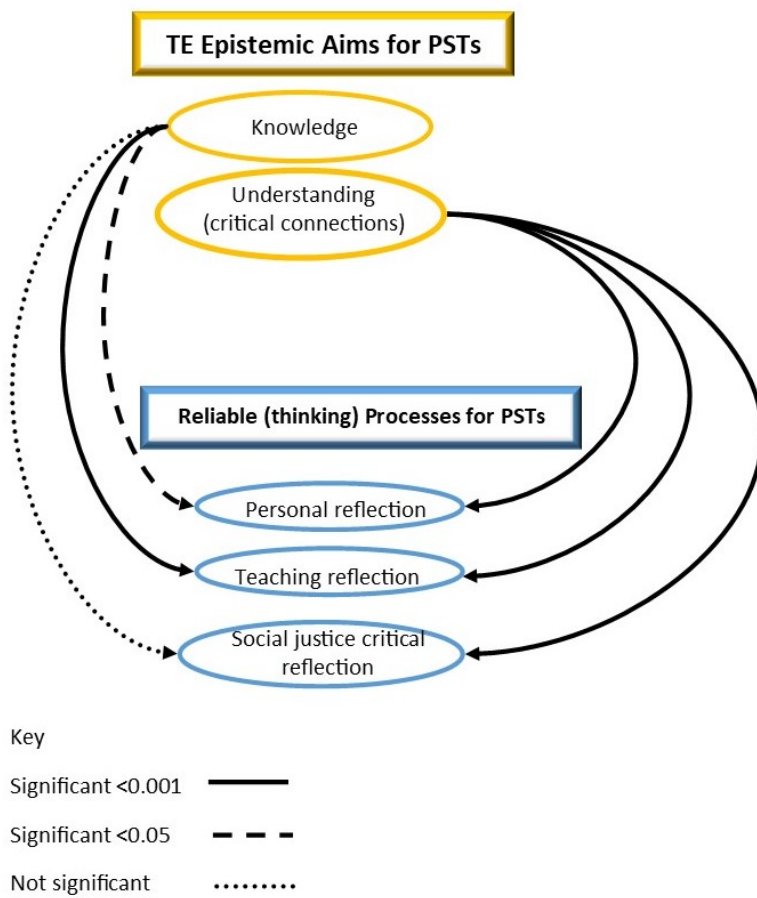 TE Epistemic Aims for PSTs
Knowledge
Understanding
(critical connections)
Reliable (thinking) Processes for PSTs
Personal reflection
Teaching reflection
Social justice critical
reflection
Key
Significant <0.001
Significant <0.05
Not significant